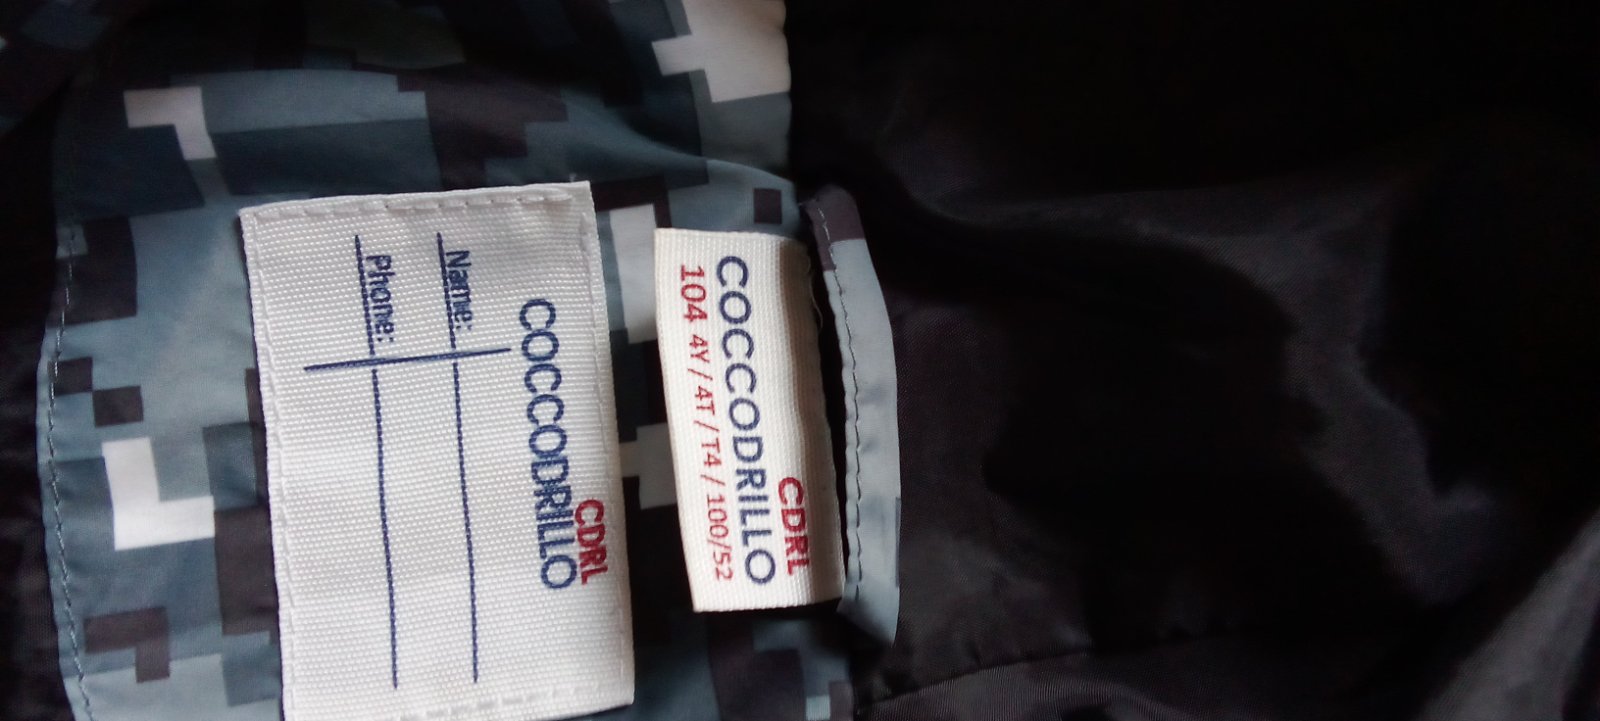 CDRL
COCCODRILLO
Name:
Phone:
CDRL
COCCODRILLO
104 4Y / 4T / T4 / 100/52